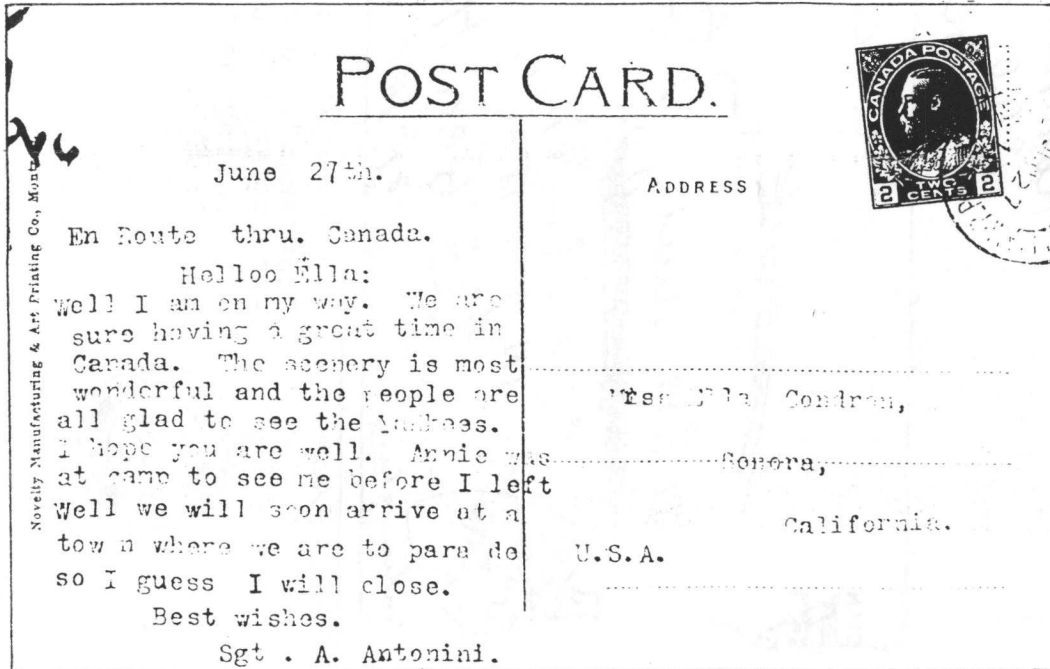 POST CARD.
CANADA POSTAGE
2 TWO CENTS 2
ADDRESS
Novelty Manufacturing & Art Printing Co.,
June 27th.
En Route thru. Canada.
Helloo Ella:
Well I am on my way. We are
sure having a great time in
Canada. The scenery is most
wonderful and the people are
all glad to see the Yankees.
I hope you are well. Annie was
at camp to see me before I left
Well we will soon arrive at a
tow n where we are to para de
so I guess I will close.
Best wishes.
Sgt . A. Antonini.
Miss Ella Condran,
Sonora,
California.
U.S.A.